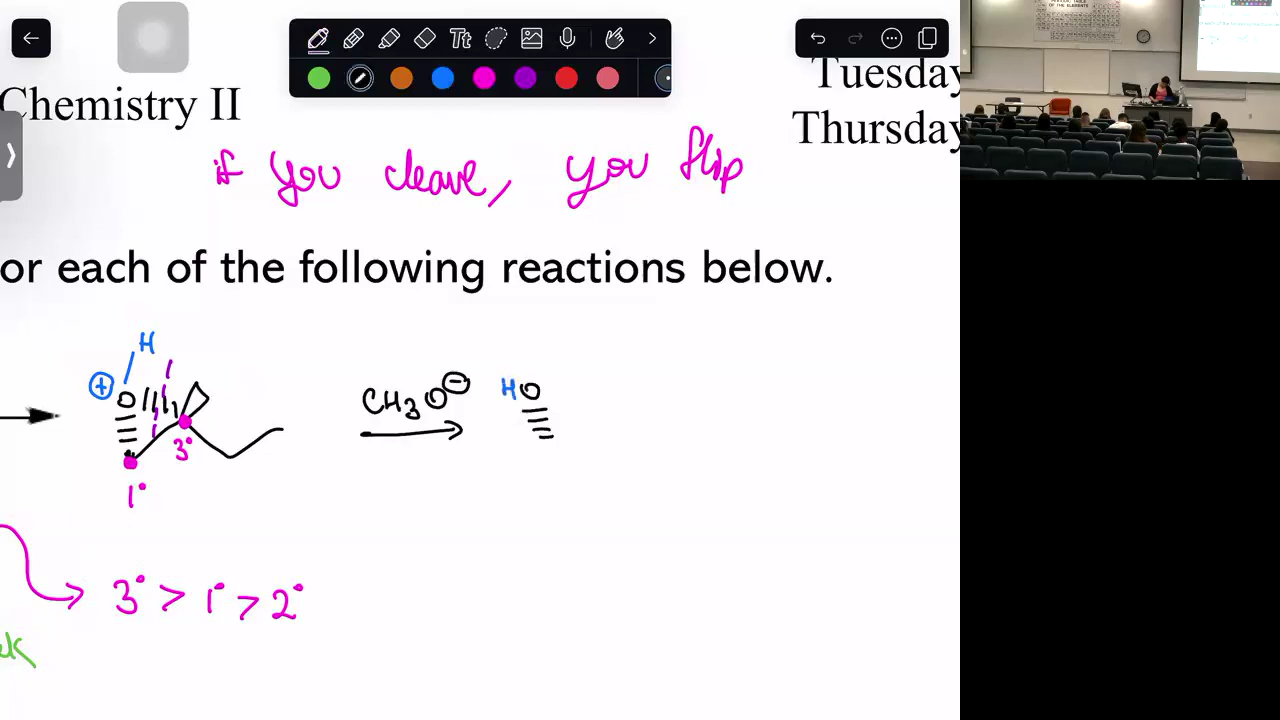 Tt
Chemistry II
Tuesday
Thursday
if you cleave, you flip
or each of the following reactions below.
H
+
O
3°
1°
CH3O⊖
HO
3° > 1° > 2°